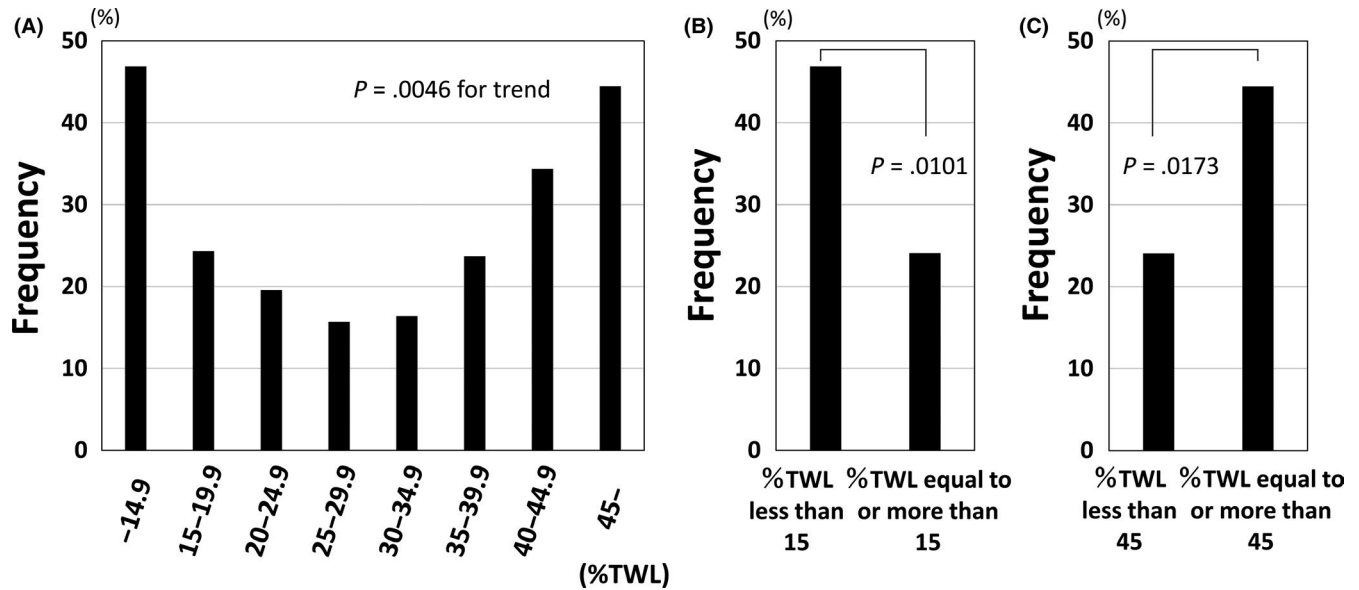 (A)
(%)
Frequency
50
40
30
20
10
0
P = .0046 for trend
–14.9
15–19.9
20–24.9
25–29.9
30–34.9
35–39.9
40–44.9
45–
(%TWL)
(B)
(%)
Frequency
50
40
30
20
10
0
P = .0101
%TWL
less than
15
%TWL equal to
or more than
15
(C)
(%)
Frequency
50
40
30
20
10
0
P = .0173
%TWL
less than
45
%TWL equal to
or more than
45